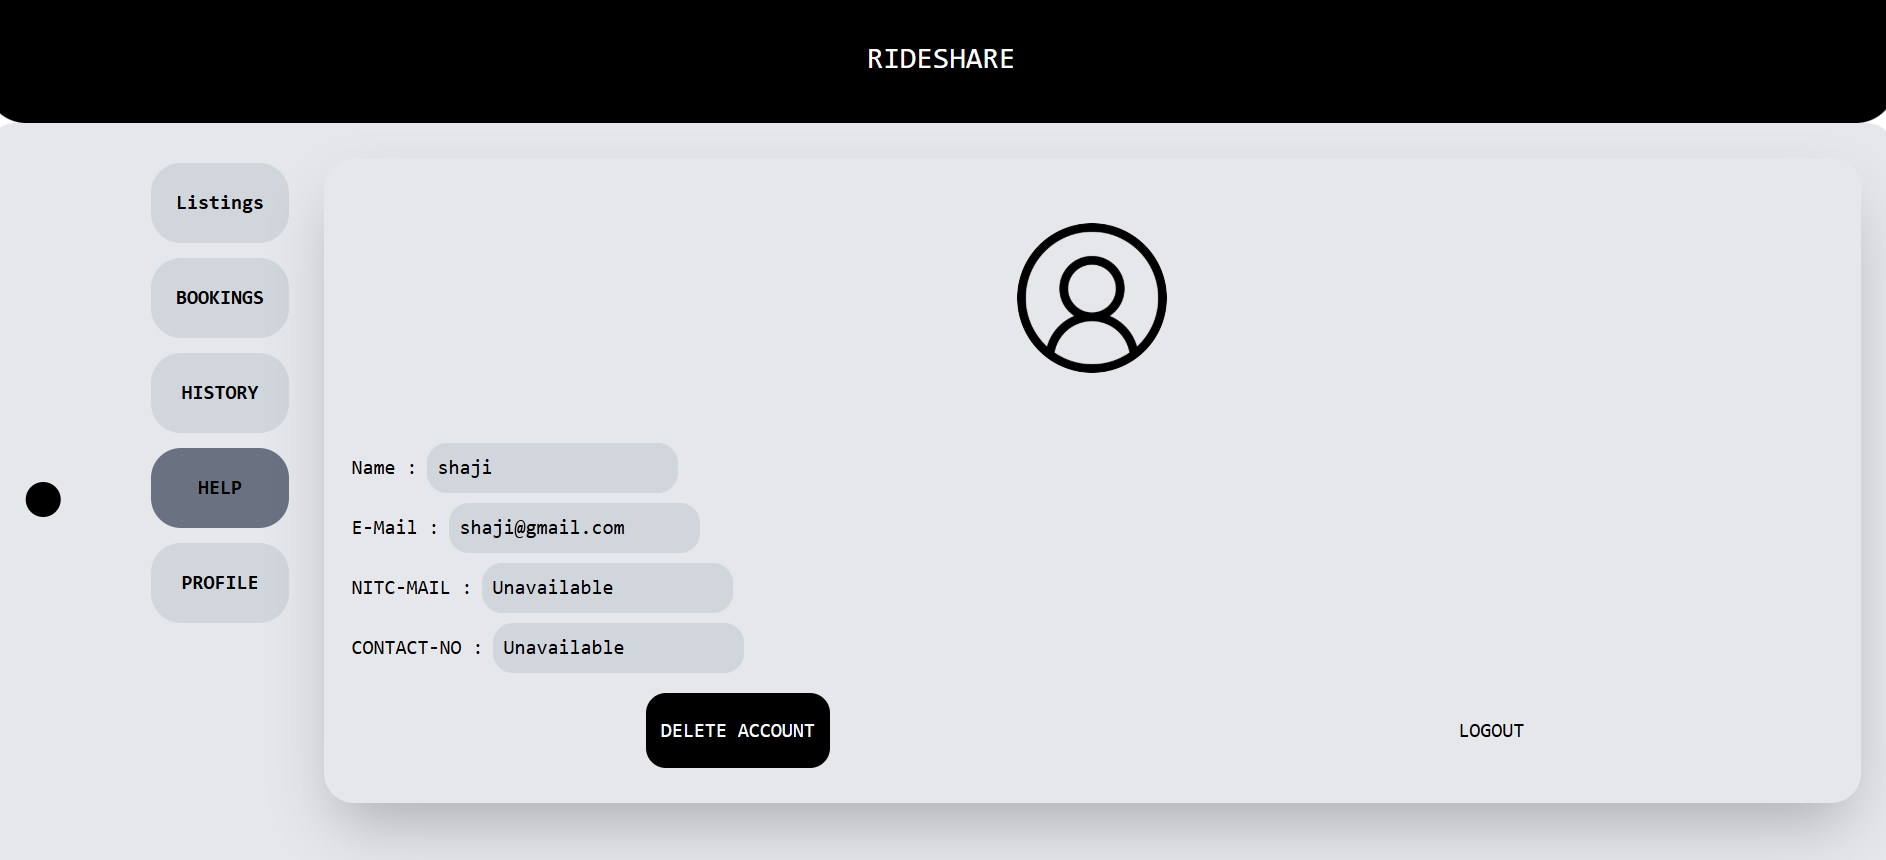 RIDESHARE
Listings
BOOKINGS
HISTORY
HELP
PROFILE
Name : shaji
E-Mail : shaji@gmail.com
NITC-MAIL : Unavailable
CONTACT-NO : Unavailable
DELETE ACCOUNT
LOGOUT